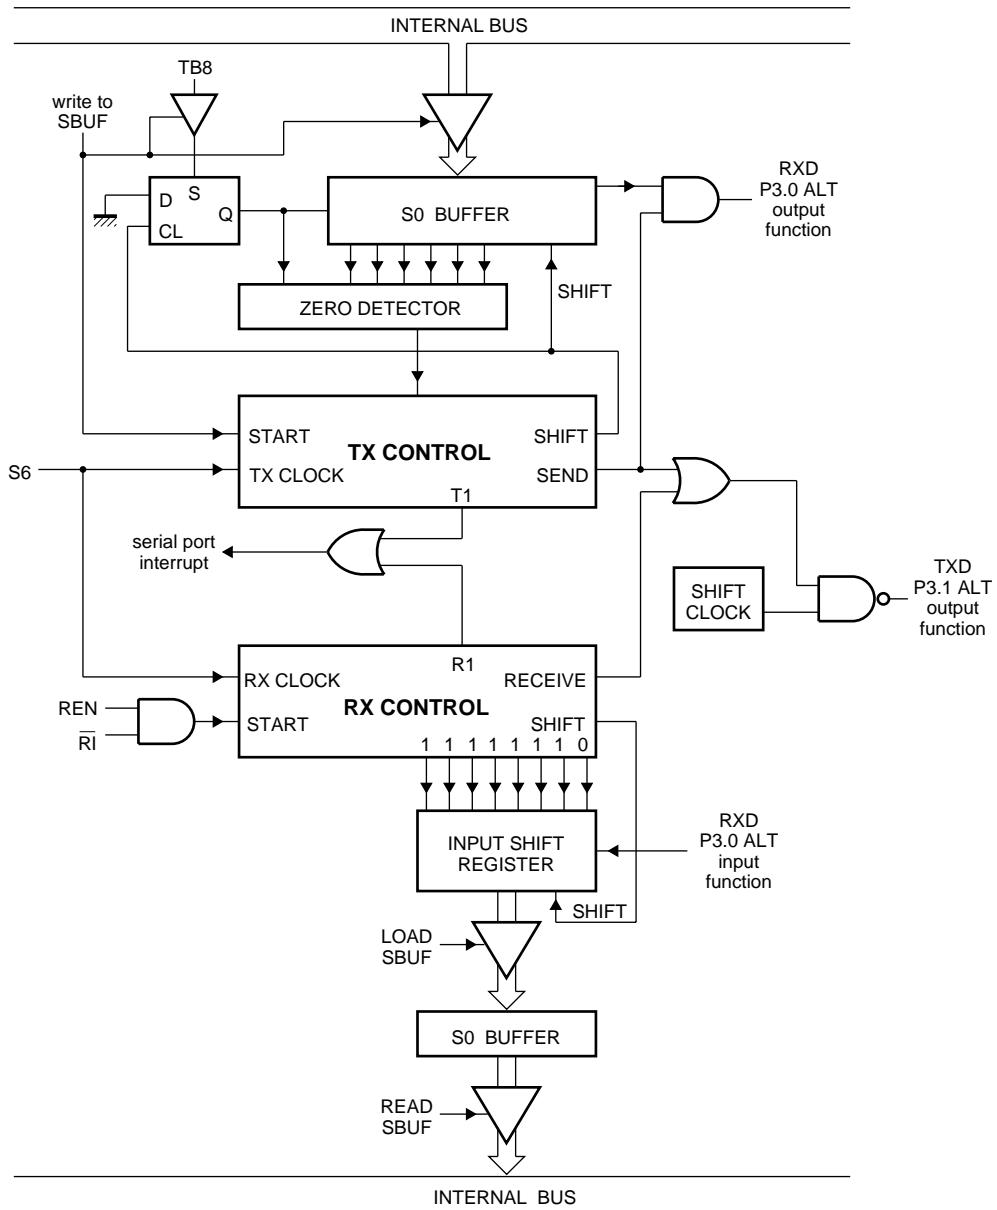 INTERNAL BUS
TB8
write to
SBUF
D
S
Q
CL
S0 BUFFER
RXD
P3.0 ALT
output
function
ZERO DETECTOR
SHIFT
START
TX CONTROL
SHIFT
S6
TX CLOCK
SEND
T1
serial port
interrupt
SHIFT
CLOCK
TXD
P3.1 ALT
output
function
R1
RX CLOCK
RECEIVE
RX CONTROL
REN
R̅I̅
START
SHIFT
1 1 1 1 1 1 1 0
INPUT SHIFT
REGISTER
RXD
P3.0 ALT
input
function
SHIFT
LOAD
SBUF
S0 BUFFER
READ
SBUF
INTERNAL BUS